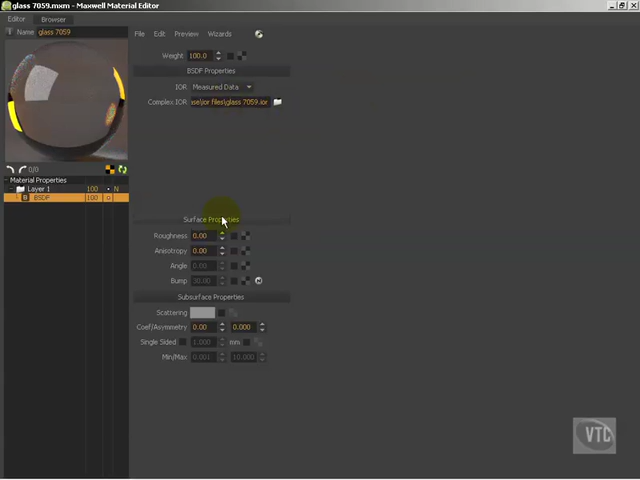 glass 7059.mxm - Maxwell Material Editor
Editor Browser
Name glass 7059
File Edit Preview Wizards
Weight 100.0
BSDF Properties
IOR Measured Data
Complex IOR ase\ior files\glass 7059.ior
0/0
Material Properties
Layer 1 100 N
B BSDF 100
Surface Properties
Roughness 0.00
Anisotropy 0.00
Angle 0.00
Bump 30.00
Subsurface Properties
Scattering
Coef/Asymmetry 0.00 0.000
Single Sided 1.000 mm
Min/Max 0.001 10.000
VTC